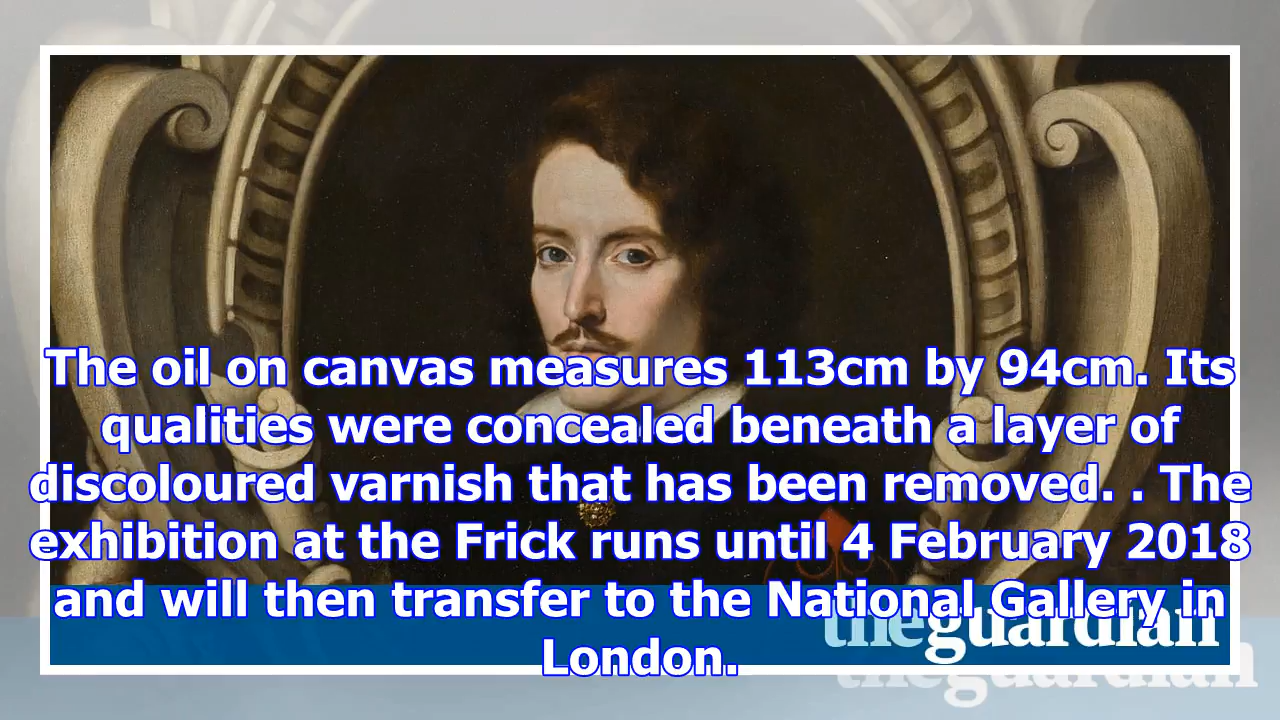 The oil on canvas measures 113cm by 94cm. Its
qualities were concealed beneath a layer of
discoloured varnish that has been removed. . The
exhibition at the Frick runs until 4 February 2018
and will then transfer to the National Gallery in
London.
theguardian
theguardian